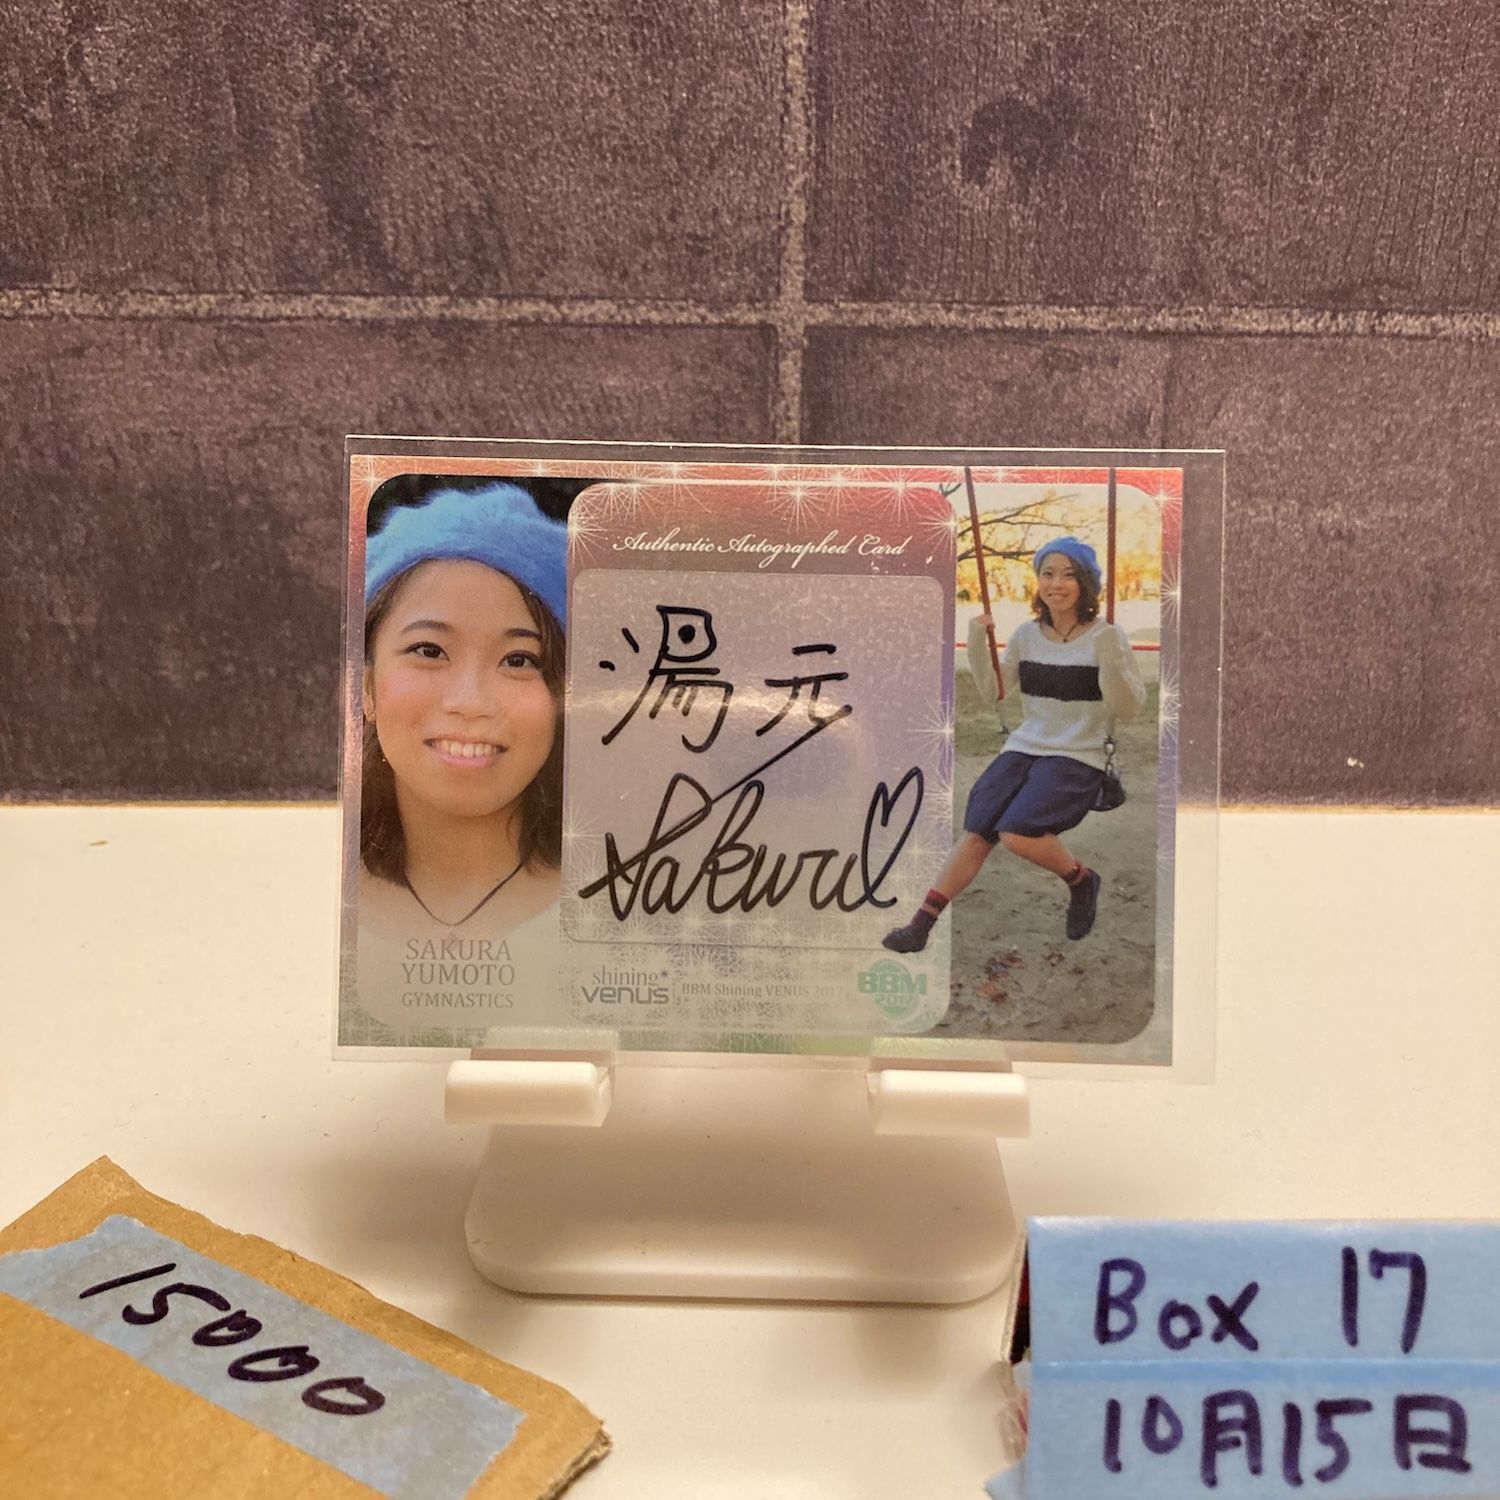 Authentic Autographed Card
湯元
Sakura
SAKURA
YUMOTO
GYMNASTICS
shining
venus
BBM Shining VENUS 2017
BBM
2017
15000
Box 17
10月15日